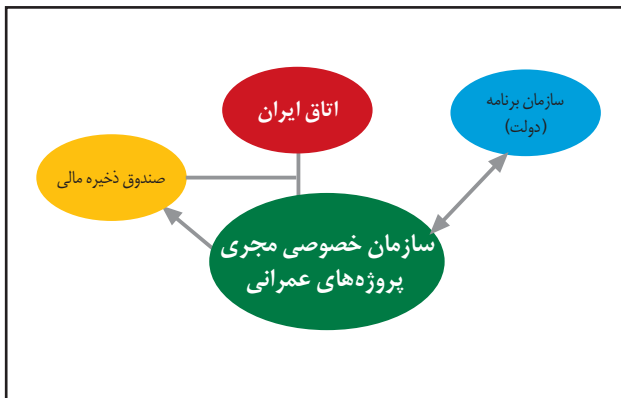 اتاق ایران
سازمان برنامه
(دولت)
صندوق ذخیره مالی
سازمان خصوصی مجری
پروژه‌های عمرانی